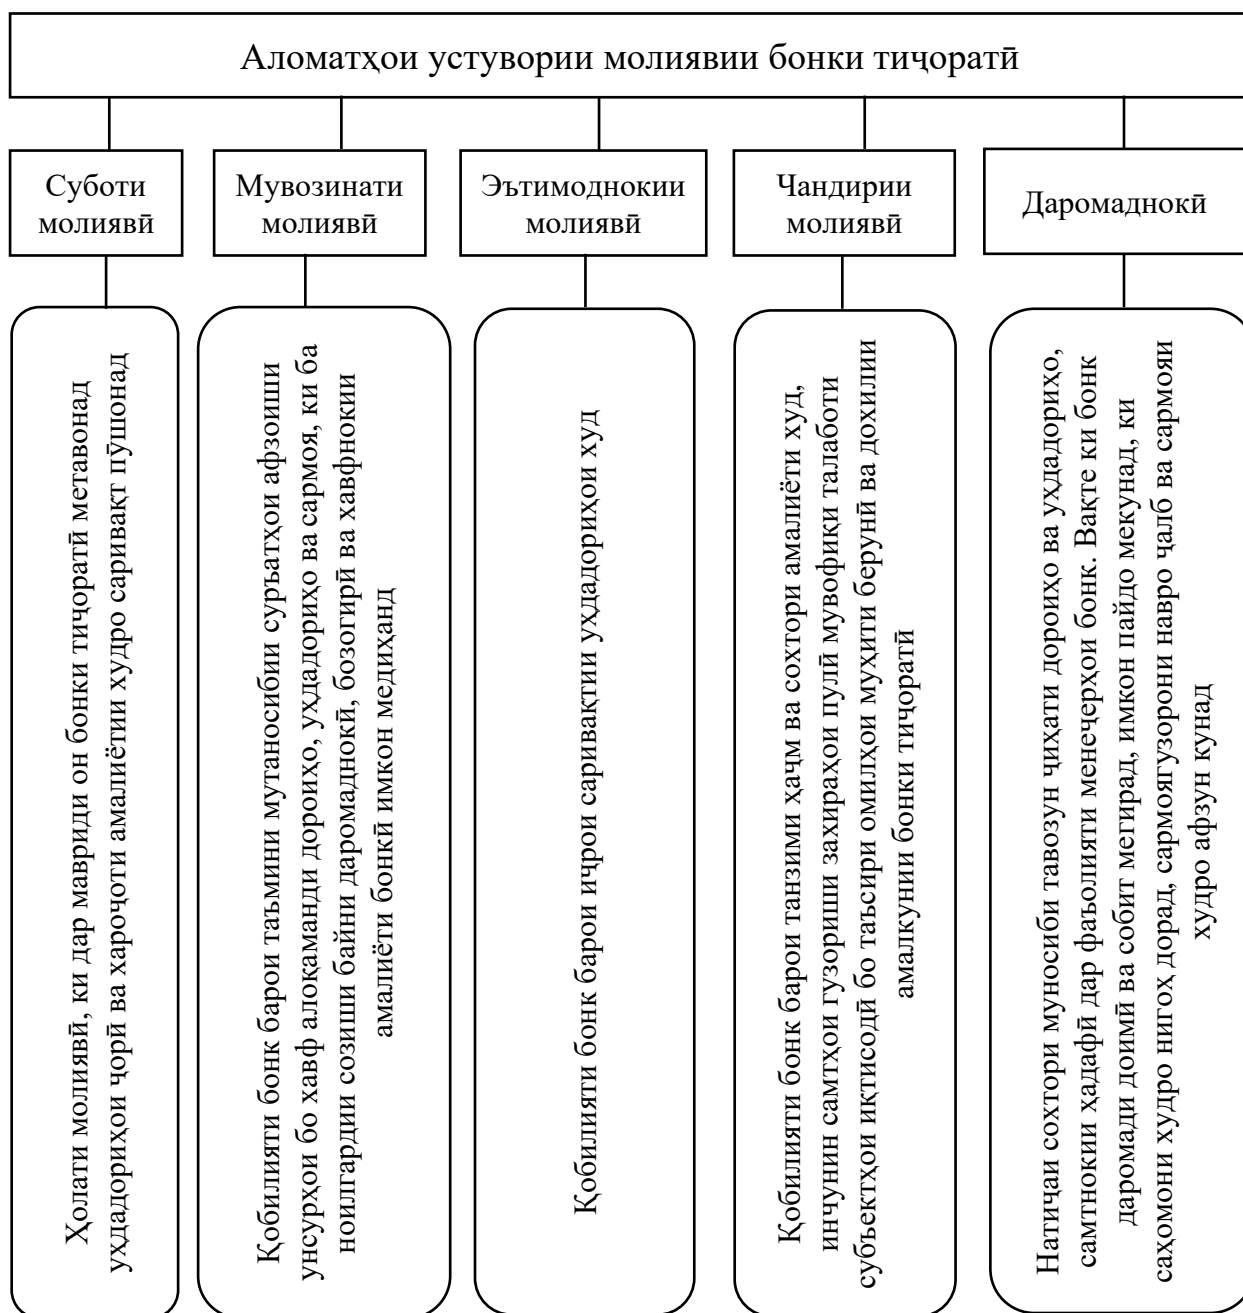 Аломатҳои устувории молиявии бонки тиҷоратӣ
Суботи
молиявӣ
Мувозинати
молиявӣ
Эътимоднокии
молиявӣ
Чандирии
молиявӣ
Даромаднокӣ
Ҳолати молиявӣ, ки дар мавриди он бонки тиҷоратӣ метавонад
уҳдадориҳои ҷорӣ ва хароҷоти амалиётии худро саривақт пӯшонад
Қобилияти бонк барои таъмини мутаносибии суръатҳои афзоиши
унсурҳои бо хавф алоқаманди дороиҳо, уҳдадориҳо ва сармоя, ки ба
ноилгардии созиши байни даромаднокӣ, бозогирӣ ва хавфнокии
амалиёти бонкӣ имкон медиҳанд
Қобилияти бонк барои иҷрои саривақтии уҳдадориҳои худ
Қобилияти бонк барои танзими ҳаҷм ва сохтори амалиёти худ,
инчунин самтҳои гузориши захираҳои пулӣ мувофиқи талаботи
субъектҳои иқтисодӣ бо таъсири омилҳои муҳити берунӣ ва дохилии
амалкунии бонки тиҷоратӣ
Натиҷаи сохтори муносиби тавозун ҷиҳати дороиҳо ва уҳдадориҳо,
самтнокии ҳадафӣ дар фаъолияти менеҷерҳои бонк. Вақте ки бонк
даромади доимӣ ва собит мегирад, имкон пайдо мекунад, ки
саҳомони худро нигоҳ дорад, сармоягузорони навро ҷалб ва сармояи
худро афзун кунад